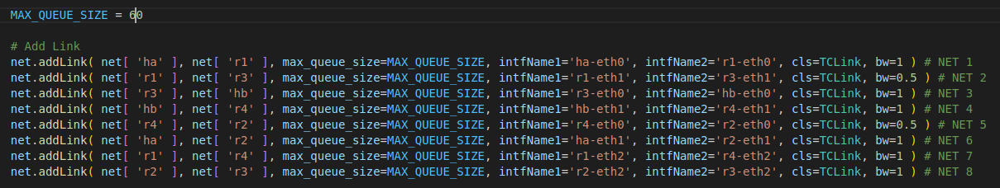 MAX_QUEUE_SIZE = 60
# Add Link
net.addLink( net[ 'ha' ], net[ 'r1' ], max_queue_size=MAX_QUEUE_SIZE, intfName1='ha-eth0', intfName2='r1-eth0', cls=TCLink, bw=1 ) # NET 1
net.addLink( net[ 'r1' ], net[ 'r3' ], max_queue_size=MAX_QUEUE_SIZE, intfName1='r1-eth1', intfName2='r3-eth1', cls=TCLink, bw=0.5 ) # NET 2
net.addLink( net[ 'r3' ], net[ 'hb' ], max_queue_size=MAX_QUEUE_SIZE, intfName1='r3-eth0', intfName2='hb-eth0', cls=TCLink, bw=1 ) # NET 3
net.addLink( net[ 'hb' ], net[ 'r4' ], max_queue_size=MAX_QUEUE_SIZE, intfName1='hb-eth1', intfName2='r4-eth1', cls=TCLink, bw=1 ) # NET 4
net.addLink( net[ 'r4' ], net[ 'r2' ], max_queue_size=MAX_QUEUE_SIZE, intfName1='r4-eth0', intfName2='r2-eth0', cls=TCLink, bw=0.5 ) # NET 5
net.addLink( net[ 'ha' ], net[ 'r2' ], max_queue_size=MAX_QUEUE_SIZE, intfName1='ha-eth1', intfName2='r2-eth1', cls=TCLink, bw=1 ) # NET 6
net.addLink( net[ 'r1' ], net[ 'r4' ], max_queue_size=MAX_QUEUE_SIZE, intfName1='r1-eth2', intfName2='r4-eth2', cls=TCLink, bw=1 ) # NET 7
net.addLink( net[ 'r2' ], net[ 'r3' ], max_queue_size=MAX_QUEUE_SIZE, intfName1='r2-eth2', intfName2='r3-eth2', cls=TCLink, bw=1 ) # NET 8